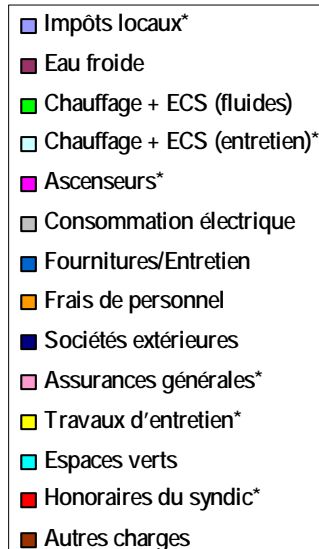 Impôts locaux*
Eau froide
Chauffage + ECS (fluides)
Chauffage + ECS (entretien)*
Ascenseurs*
Consommation électrique
Fournitures/Entretien
Frais de personnel
Sociétés extérieures
Assurances générales*
Travaux d'entretien*
Espaces verts
Honoraires du syndic*
Autres charges